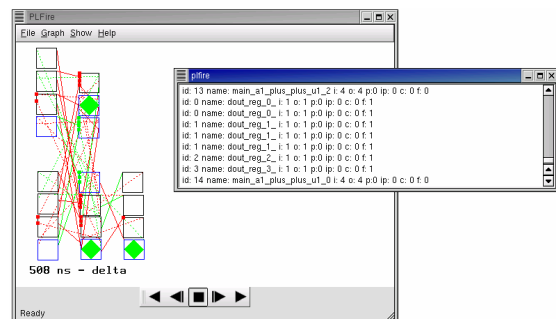 PLFire
File Graph Show Help
plfire
id: 13 name: main_a1_plus_plus_u1_2 i: 4 o: 4 p:0 ip: 0 c: 0 f: 0
id: 0 name: dout_reg_0_ i: 1 o: 1 p:0 ip: 0 c: 0 f: 1
id: 0 name: dout_reg_0_ i: 1 o: 1 p:0 ip: 0 c: 0 f: 1
id: 1 name: dout_reg_1_ i: 1 o: 1 p:0 ip: 0 c: 0 f: 1
id: 1 name: dout_reg_1_ i: 1 o: 1 p:0 ip: 0 c: 0 f: 1
id: 1 name: dout_reg_1_ i: 1 o: 1 p:0 ip: 0 c: 0 f: 1
id: 2 name: dout_reg_2_ i: 1 o: 1 p:0 ip: 0 c: 0 f: 1
id: 3 name: dout_reg_3_ i: 1 o: 1 p:0 ip: 0 c: 0 f: 1
id: 14 name: main_a1_plus_plus_u1_0 i: 4 o: 4 p:0 ip: 0 c: 0 f: 0
508 ns - delta
Ready